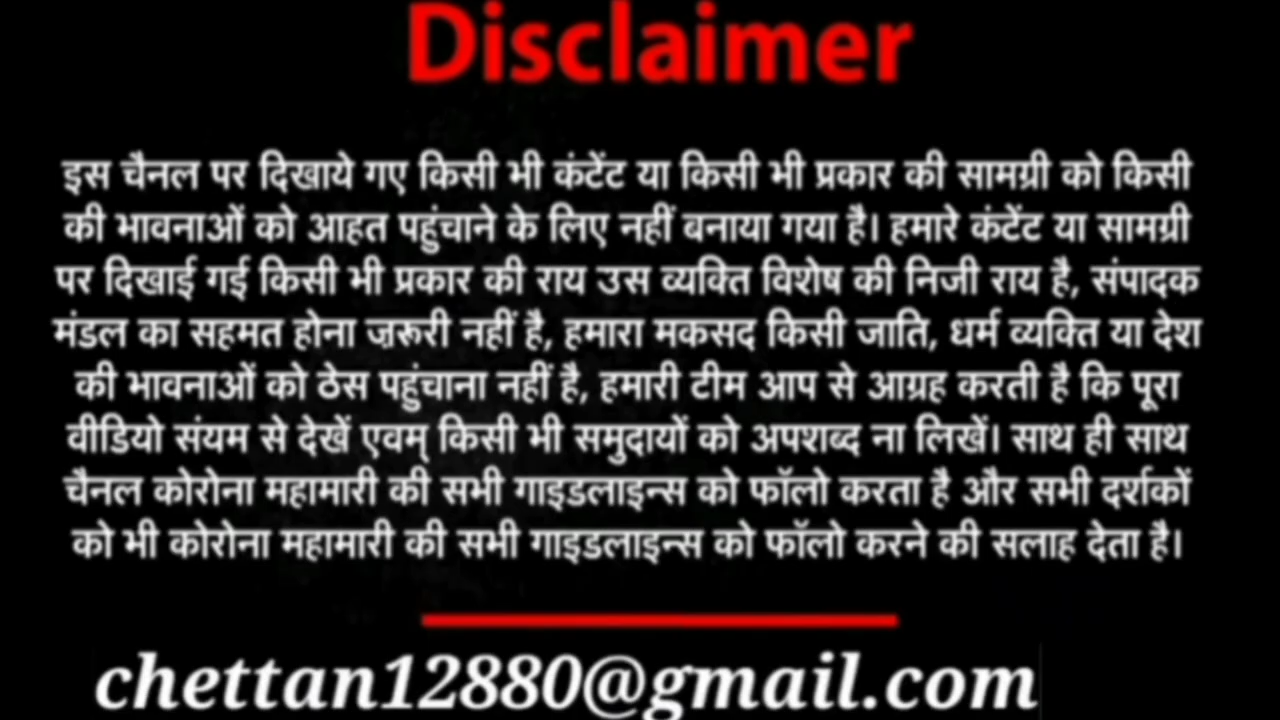 Disclaimer
इस चैनल पर दिखाये गए किसी भी कंटेंट या किसी भी प्रकार की सामग्री को किसी
की भावनाओं को आहत पहुंचाने के लिए नहीं बनाया गया है। हमारे कंटेंट या सामग्री
पर दिखाई गई किसी भी प्रकार की राय उस व्यक्ति विशेष की निजी राय है, संपादक
मंडल का सहमत होना ज़रूरी नहीं है, हमारा मकसद किसी जाति, धर्म व्यक्ति या देश
की भावनाओं को ठेस पहुंचाना नहीं है, हमारी टीम आप से आग्रह करती है कि पूरा
वीडियो संयम से देखें एवम् किसी भी समुदायों को अपशब्द ना लिखें। साथ ही साथ
चैनल कोरोना महामारी की सभी गाइडलाइन्स को फॉलो करता है और सभी दर्शकों
को भी कोरोना महामारी की सभी गाइडलाइन्स को फॉलो करने की सलाह देता है।
chettan12880@gmail.com